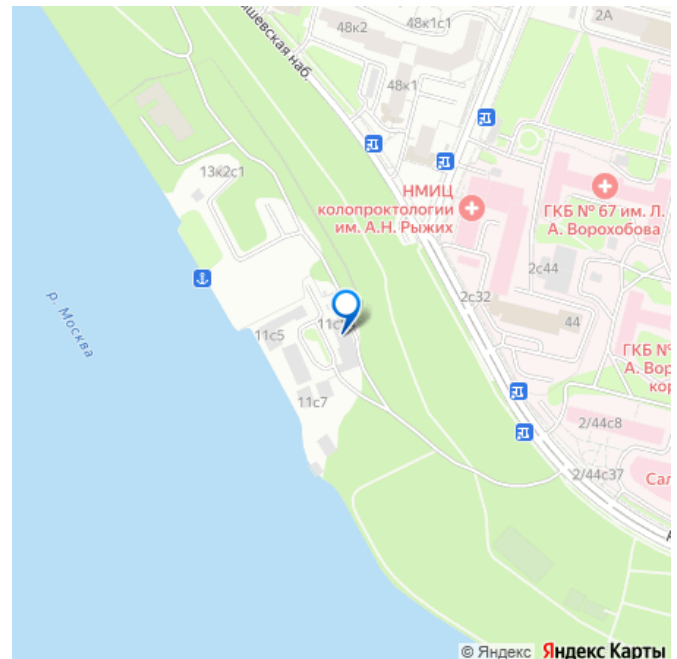 48к2
48к1с1
2А
ышевская наб.
48к1
13к2с1
НМИЦ
колопроктологии
им. А.Н. Рыжих
ГКБ № 67 им. Л.
А. Ворохобова
2с44
2с32
р. Москва
11с5
44
ГКБ №
А. Вор
кор
11с7
2/44с8
2/44с37
Сал
А
© Яндекс Яндекс Карты